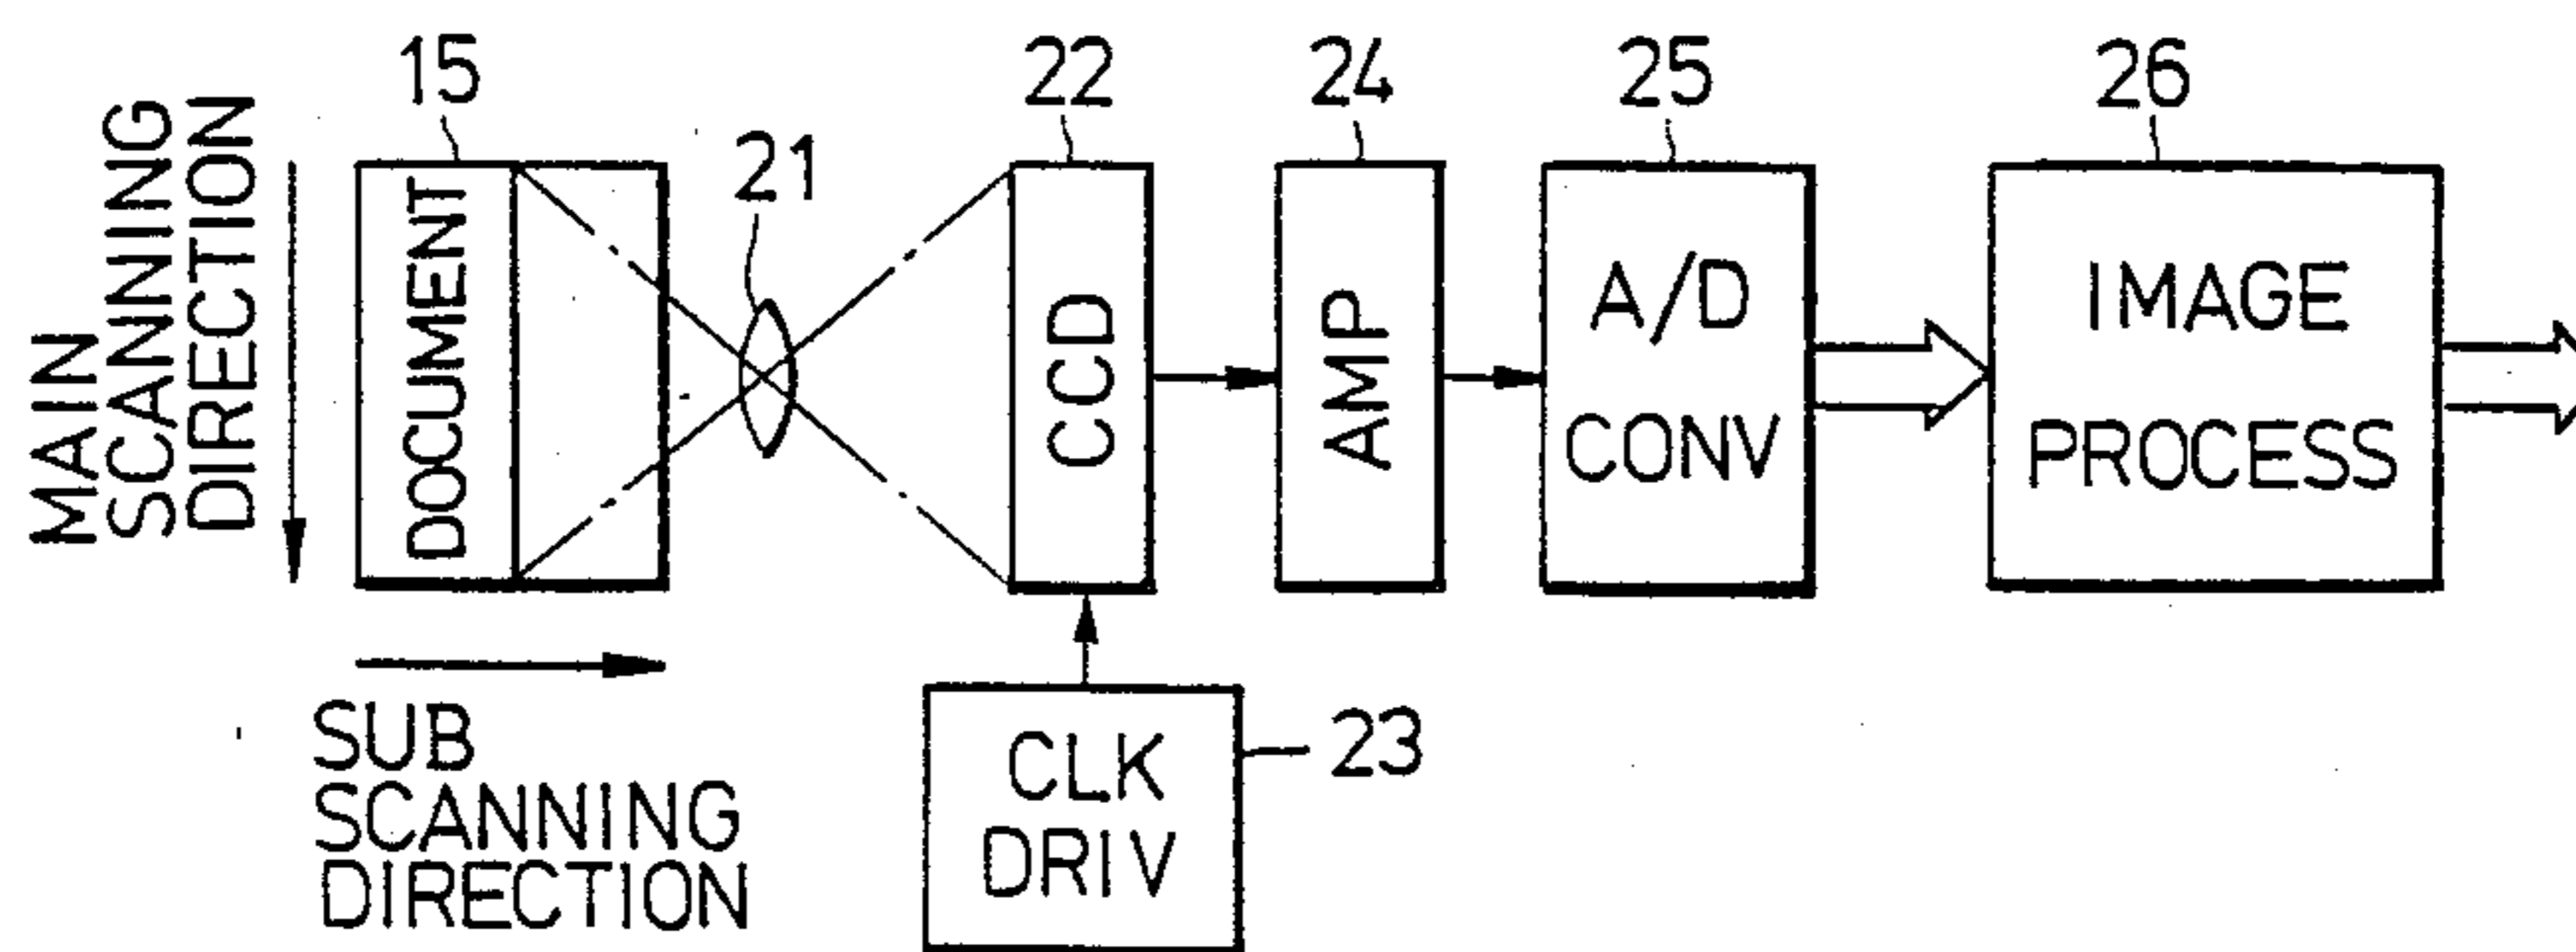 15
21
22
24
25
26
MAIN
SCANNING
DIRECTION
DOCUMENT
CCD
AMP
A/D
CONV
IMAGE
PROCESS
SUB
SCANNING
DIRECTION
CLK
DRIV
23